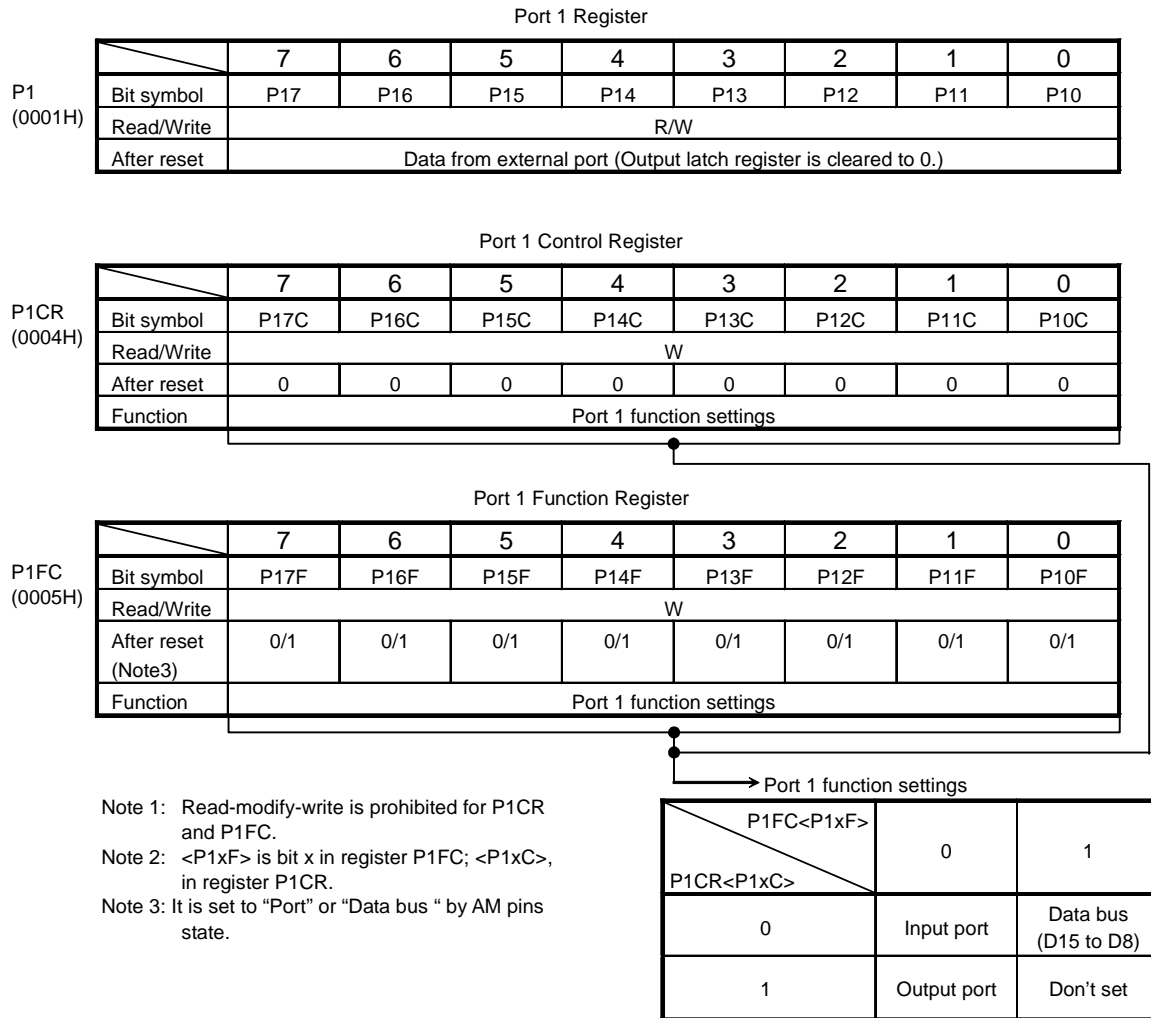 Port 1 Register
7 6 5 4 3 2 1 0
P1
(0001H)
Bit symbol P17 P16 P15 P14 P13 P12 P11 P10
Read/Write R/W
After reset Data from external port (Output latch register is cleared to 0.)
Port 1 Control Register
7 6 5 4 3 2 1 0
P1CR
(0004H)
Bit symbol P17C P16C P15C P14C P13C P12C P11C P10C
Read/Write W
After reset 0 0 0 0 0 0 0 0
Function Port 1 function settings
Port 1 Function Register
7 6 5 4 3 2 1 0
P1FC
(0005H)
Bit symbol P17F P16F P15F P14F P13F P12F P11F P10F
Read/Write W
After reset 0/1 0/1 0/1 0/1 0/1 0/1 0/1 0/1
(Note3)
Function Port 1 function settings
Note 1: Read-modify-write is prohibited for P1CR
and P1FC.
Note 2: <P1xF> is bit x in register P1FC; <P1xC>,
in register P1CR.
Note 3: It is set to “Port” or “Data bus “ by AM pins
state.
Port 1 function settings
P1FC<P1xF> 0 1
P1CR<P1xC>
0 Input port Data bus
(D15 to D8)
1 Output port Don’t set